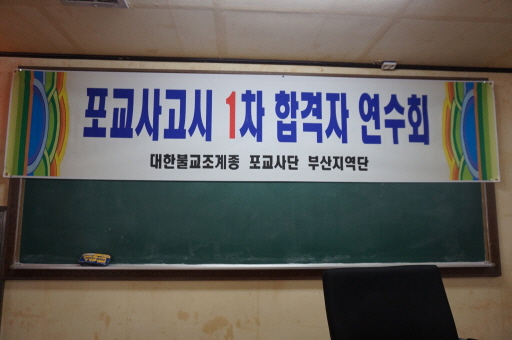 포교사고시 1차 합격자 연수회
대한불교조계종 포교사단 부산지역단